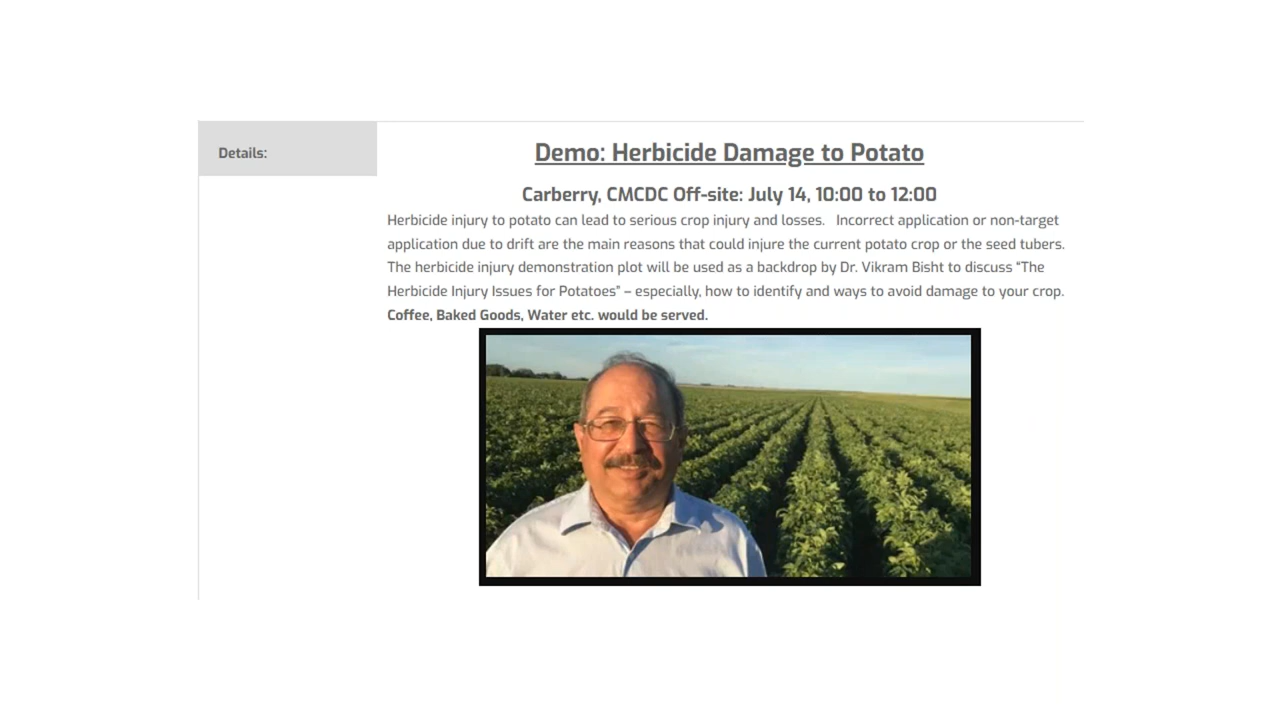 Details:
Demo: Herbicide Damage to Potato
Carberry, CMCDC Off-site: July 14, 10:00 to 12:00
Herbicide injury to potato can lead to serious crop injury and losses.   Incorrect application or non-target
application due to drift are the main reasons that could injure the current potato crop or the seed tubers.
The herbicide injury demonstration plot will be used as a backdrop by Dr. Vikram Bisht to discuss “The
Herbicide Injury Issues for Potatoes” – especially, how to identify and ways to avoid damage to your crop.
Coffee, Baked Goods, Water etc. would be served.